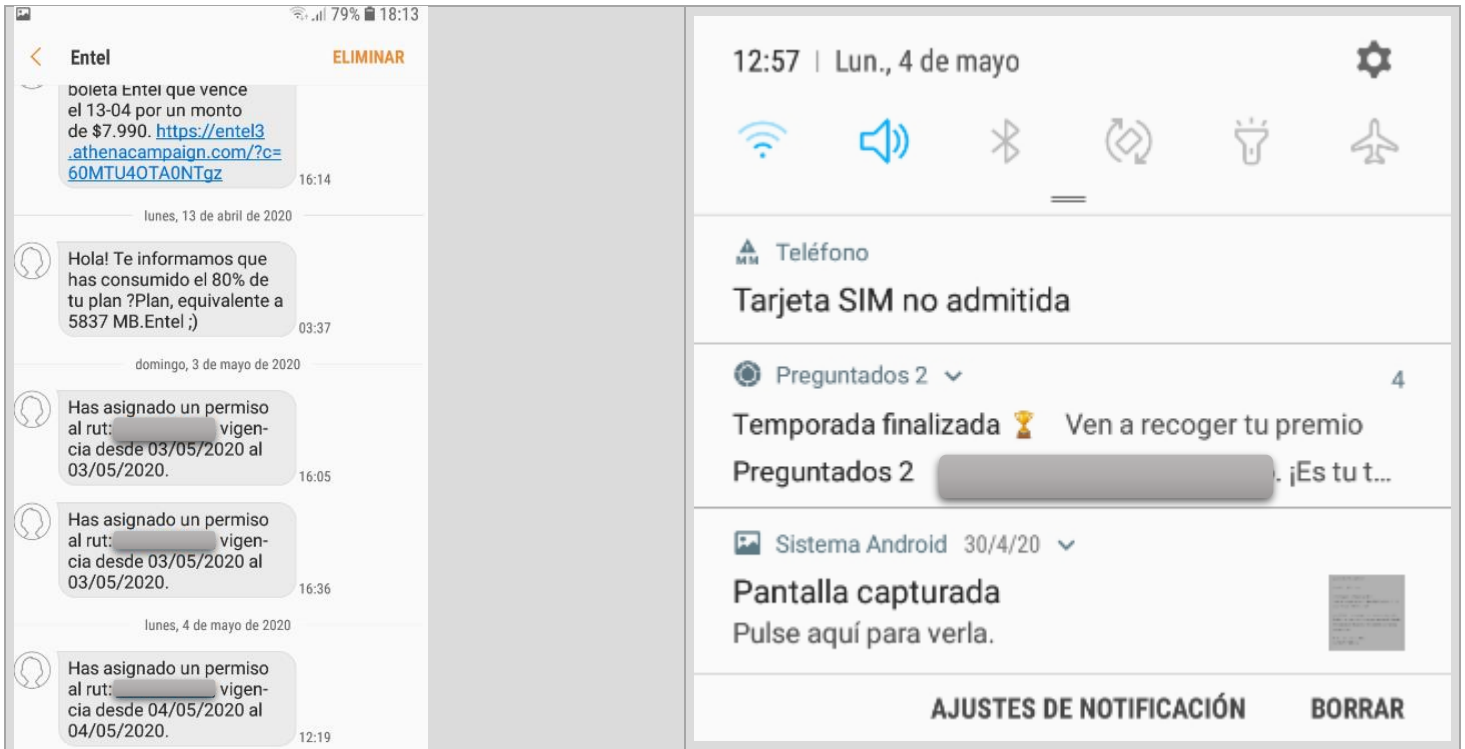 79% 18:13
Entel ELIMINAR
boleta Entel que vence
el 13-04 por un monto
de $7.990. https://entel3
.athenacampaign.com/?c=
60MTU4OTA0NTgz 16:14
lunes, 13 de abril de 2020
Hola! Te informamos que
has consumido el 80% de
tu plan ?Plan, equivalente a
5837 MB.Entel ;) 03:37
domingo, 3 de mayo de 2020
Has asignado un permiso
al rut: vigen-
cia desde 03/05/2020 al
03/05/2020. 16:05
Has asignado un permiso
al rut: vigen-
cia desde 03/05/2020 al
03/05/2020. 16:36
lunes, 4 de mayo de 2020
Has asignado un permiso
al rut: vigen-
cia desde 04/05/2020 al
04/05/2020. 12:19
12:57 | Lun., 4 de mayo
Teléfono
Tarjeta SIM no admitida
Preguntados 2 4
Temporada finalizada 🏆 Ven a recoger tu premio
Preguntados 2 . ¡Es tu t...
Sistema Android 30/4/20
Pantalla capturada
Pulse aquí para verla.
AJUSTES DE NOTIFICACIÓN BORRAR